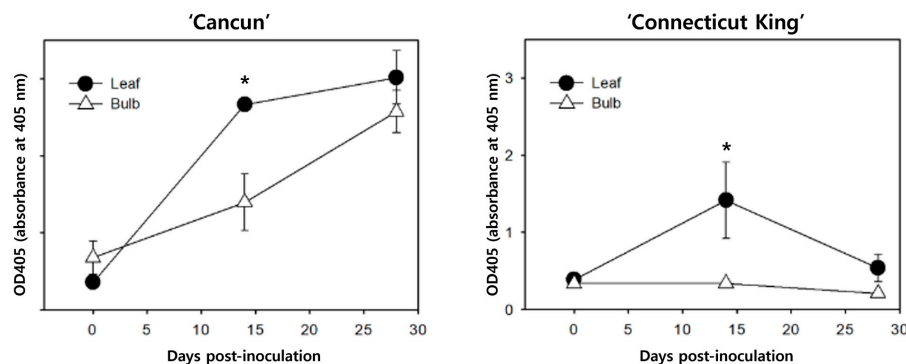 ‘Cancun’
OD405 (absorbance at 405 nm)
Leaf
Bulb
*
0 5 10 15 20 25 30
Days post-inoculation
‘Connecticut King’
OD405 (absorbance at 405 nm)
3
2
1
0
Leaf
Bulb
*
0 5 10 15 20 25 30
Days post-inoculation